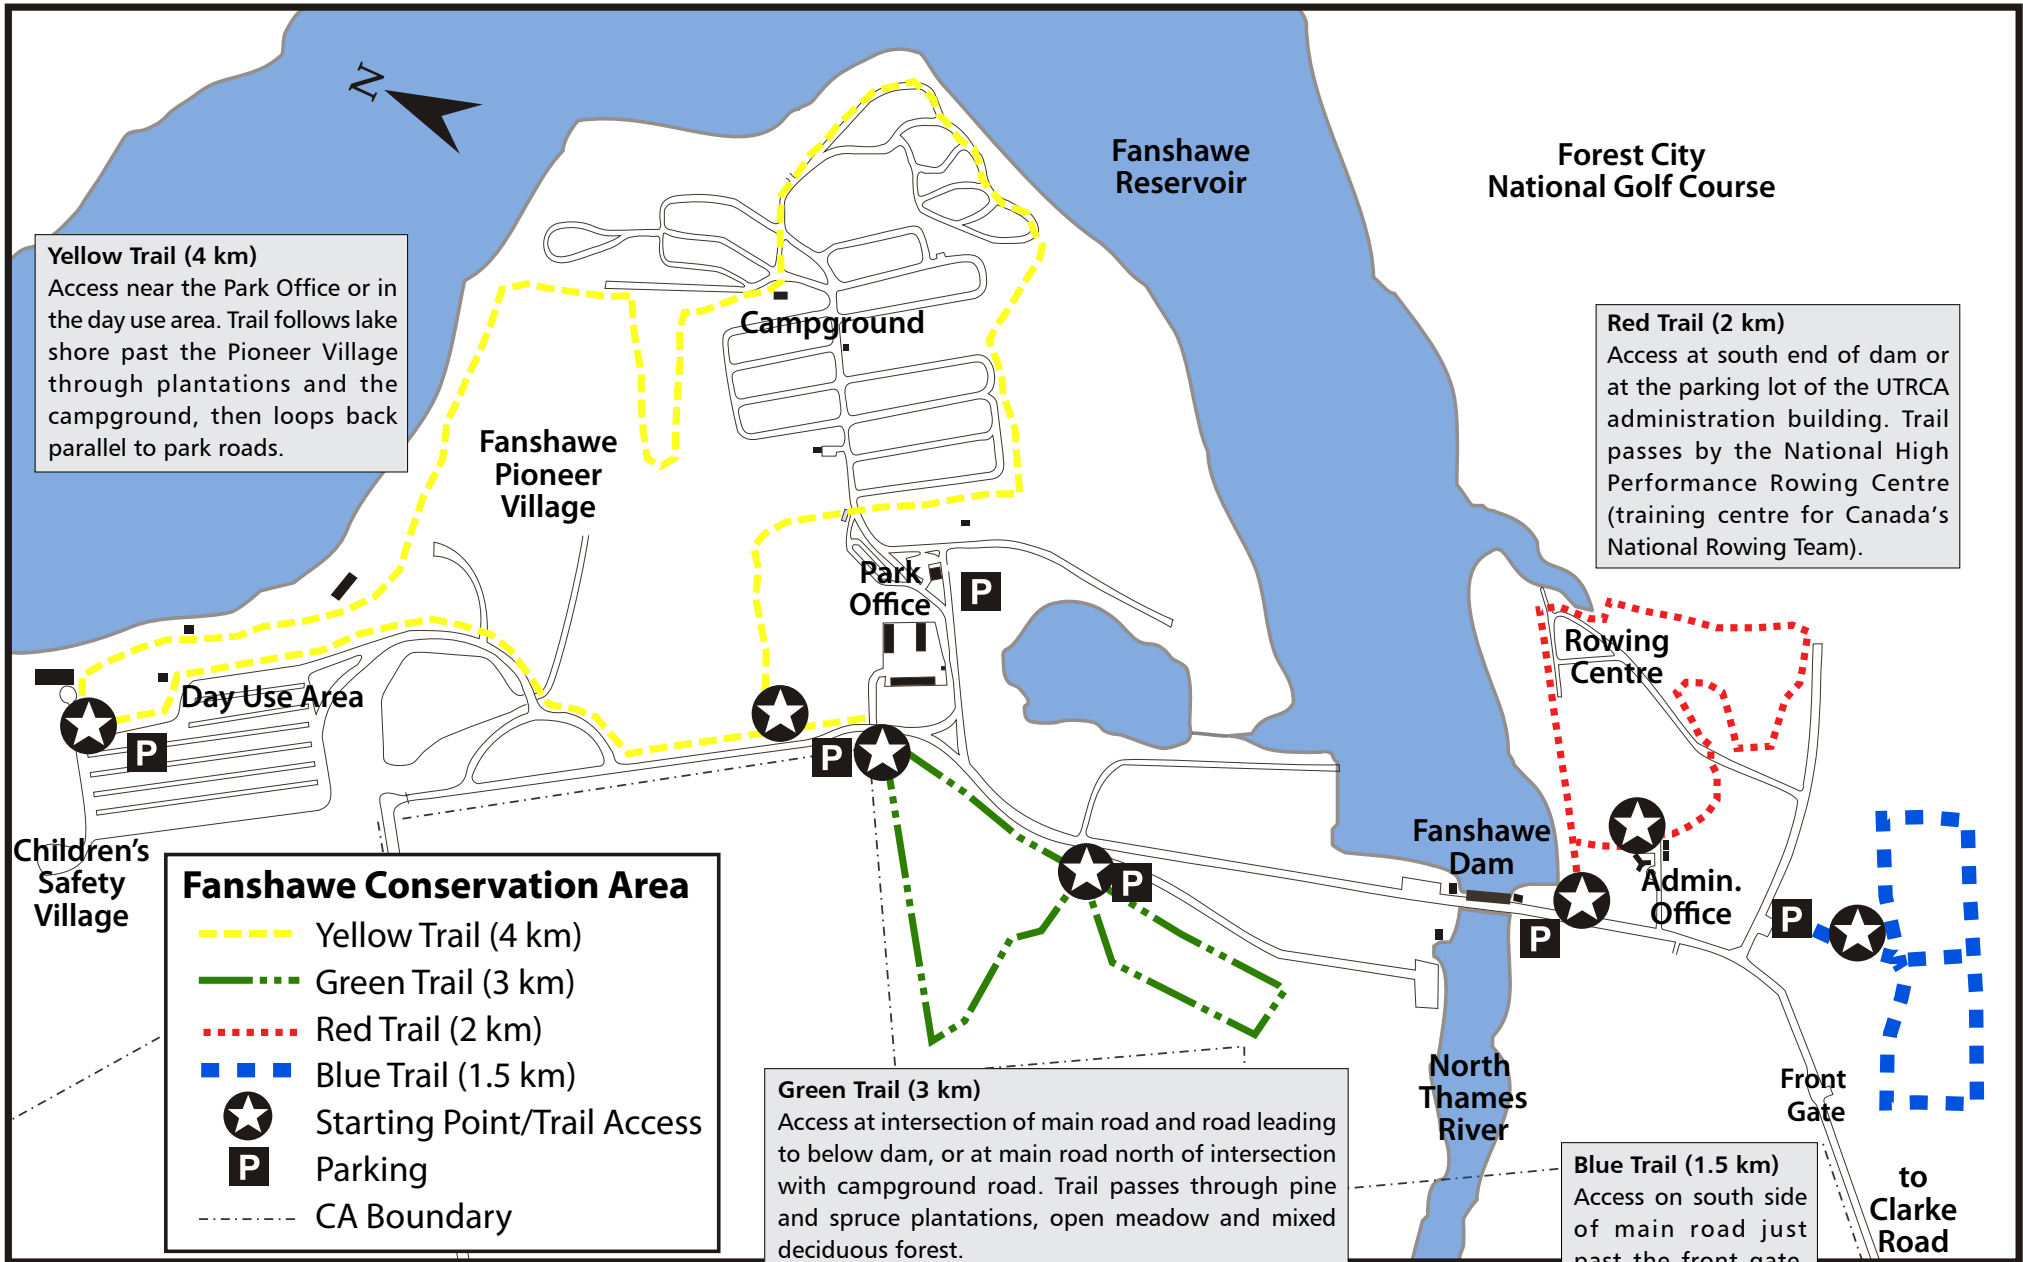 N
Fanshawe
Reservoir
Forest City
National Golf Course
Yellow Trail (4 km)
Access near the Park Office or in
the day use area. Trail follows lake
shore past the Pioneer Village
through plantations and the
campground, then loops back
parallel to park roads.
Campground
Red Trail (2 km)
Access at south end of dam or
at the parking lot of the UTRCA
administration building. Trail
passes by the National High
Performance Rowing Centre
(training centre for Canada's
National Rowing Team).
Fanshawe
Pioneer
Village
Park
Office
P
Rowing
Centre
Day Use Area
P
P
Children's
Safety
Village
Fanshawe
Dam
P
Admin.
Office
P
P
Fanshawe Conservation Area
Yellow Trail (4 km)
Green Trail (3 km)
Red Trail (2 km)
Blue Trail (1.5 km)
Starting Point/Trail Access
P
Parking
CA Boundary
Green Trail (3 km)
Access at intersection of main road and road leading
to below dam, or at main road north of intersection
with campground road. Trail passes through pine
and spruce plantations, open meadow and mixed
deciduous forest.
North
Thames
River
Front
Gate
Blue Trail (1.5 km)
Access on south side
of main road just
past the front gate.
to
Clarke
Road